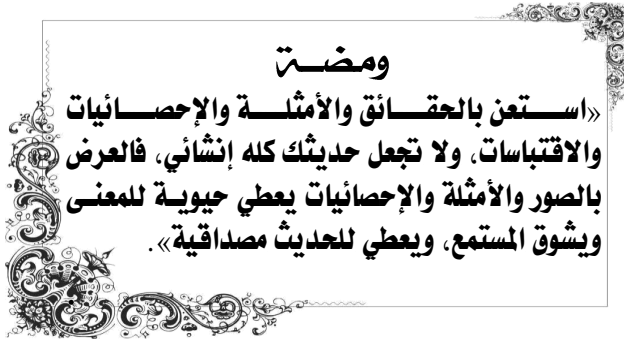 ومضة
«استعن بالحقائق والأمثلة والإحصائيات
والاقتباسات، ولا تجعل حديثك كله إنشائي، فالعرض
بالصور والأمثلة والإحصائيات يعطي حيوية للمعنى
ويشوق المستمع، ويعطي للحديث مصداقية».